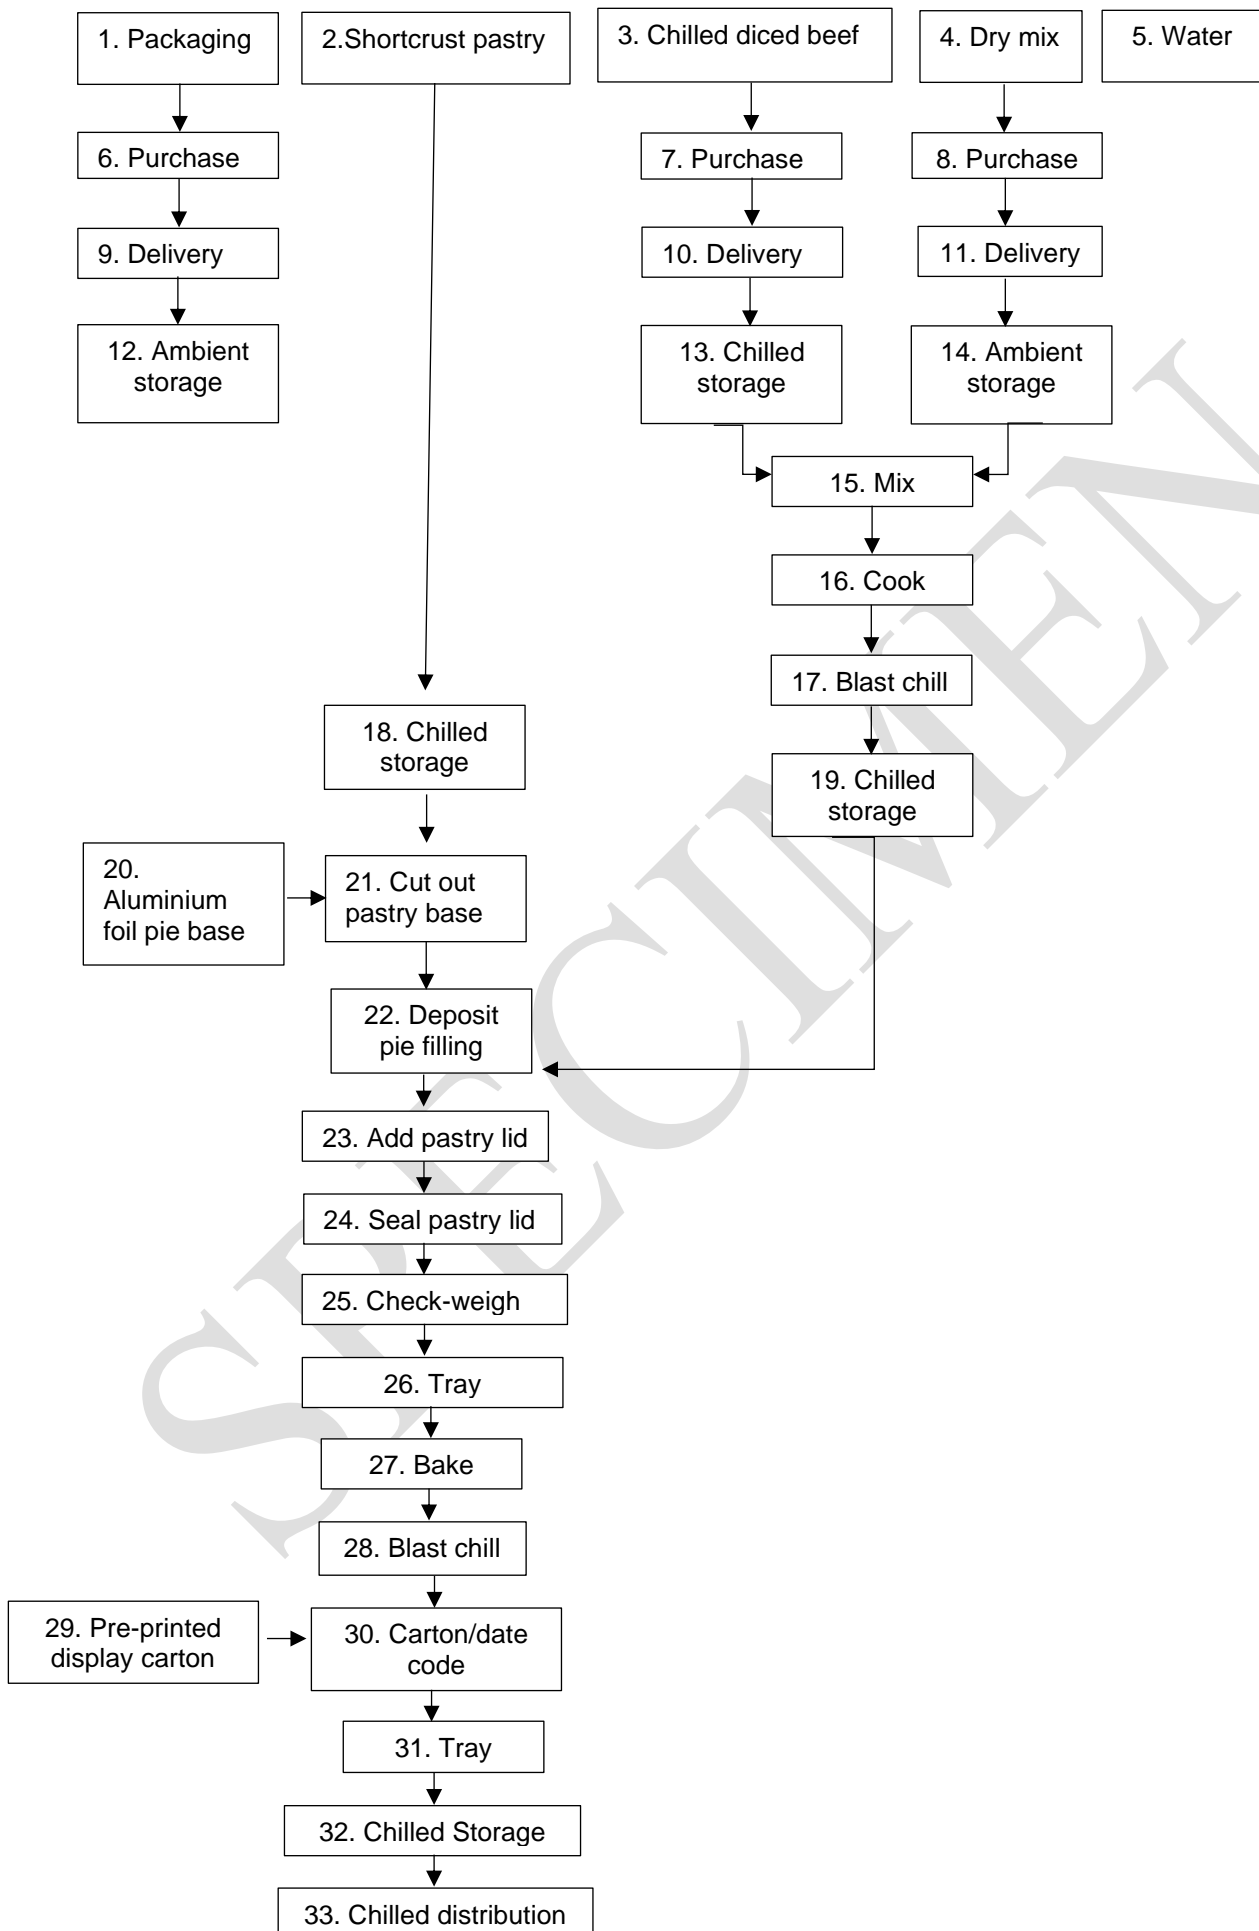 1. Packaging
2.Shortcrust pastry
3. Chilled diced beef
4. Dry mix
5. Water
6. Purchase
7. Purchase
8. Purchase
9. Delivery
10. Delivery
11. Delivery
12. Ambient
storage
13. Chilled
storage
14. Ambient
storage
15. Mix
16. Cook
17. Blast chill
18. Chilled
storage
19. Chilled
storage
20.
Aluminium
foil pie base
21. Cut out
pastry base
22. Deposit
pie filling
23. Add pastry lid
24. Seal pastry lid
25. Check-weigh
26. Tray
27. Bake
28. Blast chill
29. Pre-printed
display carton
30. Carton/date
code
31. Tray
32. Chilled Storage
33. Chilled distribution
SPECIMEN